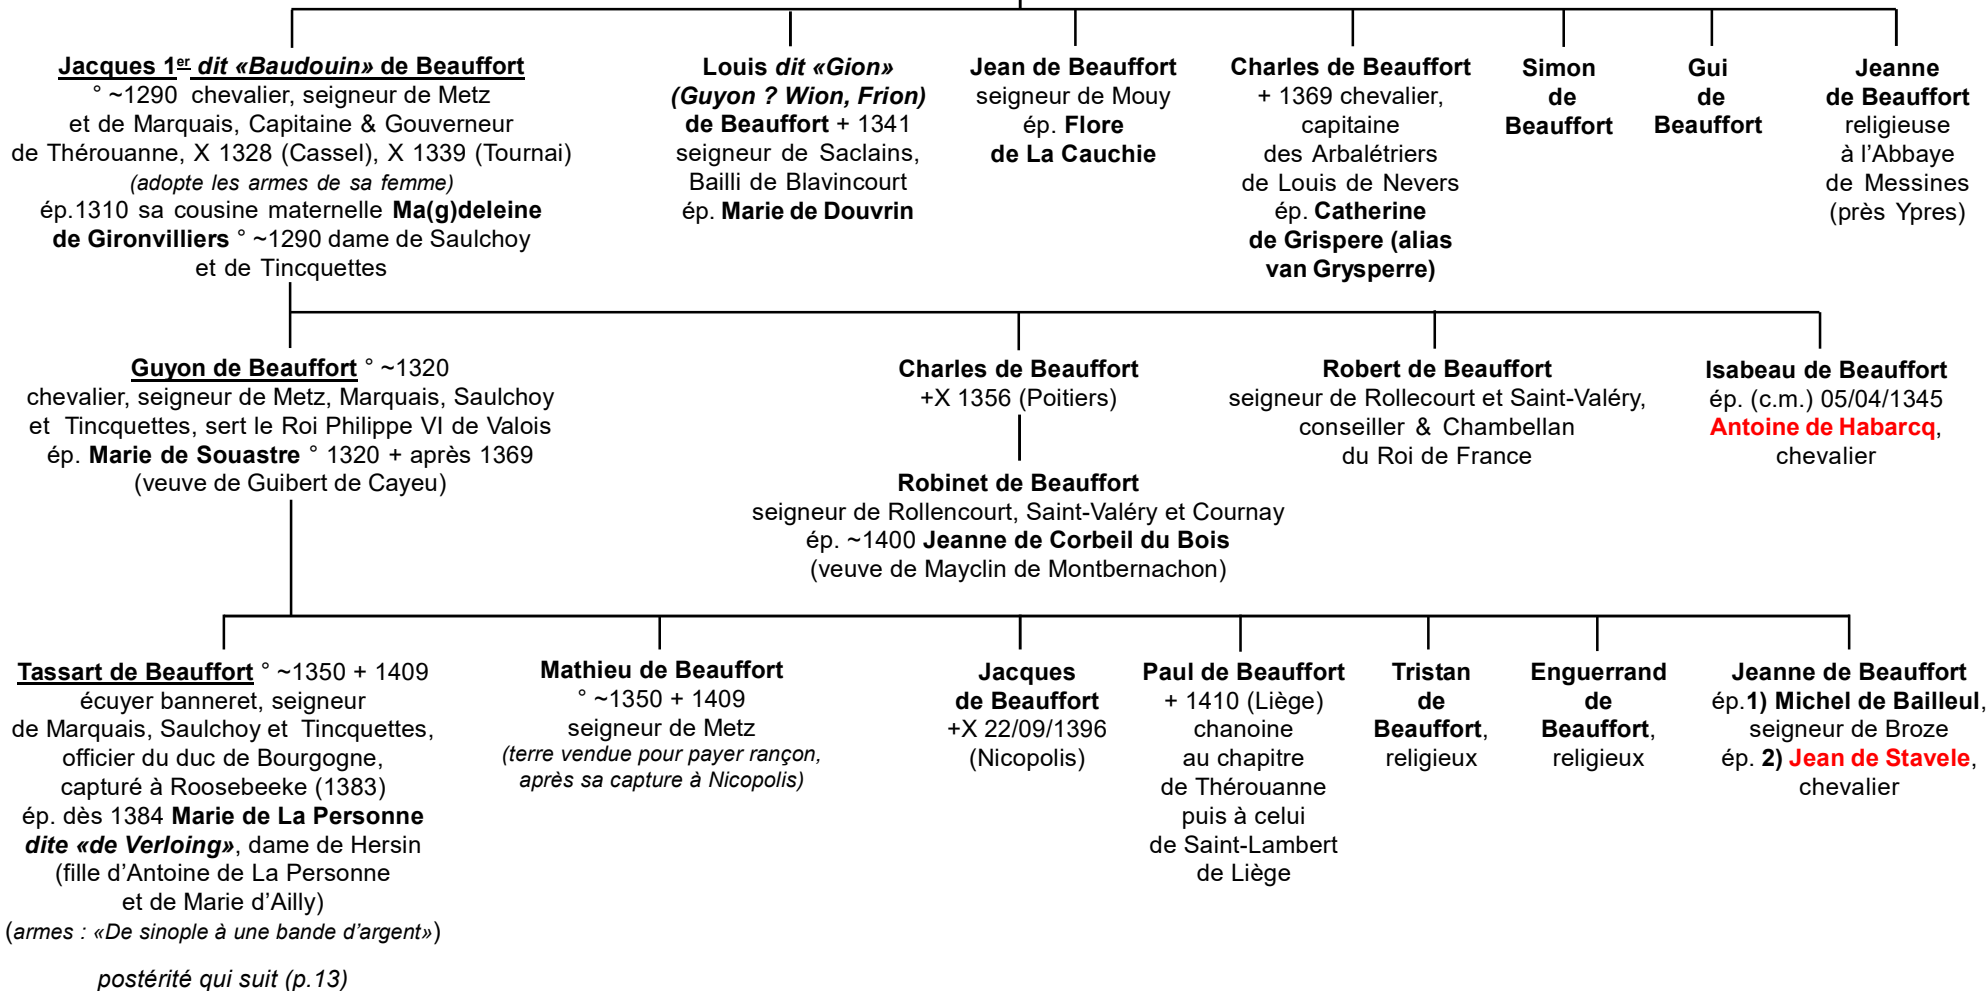 Jacques 1er dit «Baudouin» de Beauffort
° ~1290 chevalier, seigneur de Metz
et de Marquais, Capitaine & Gouverneur
de Thérouanne, X 1328 (Cassel), X 1339 (Tournai)
(adopte les armes de sa femme)
ép.1310 sa cousine maternelle Ma(g)deleine
de Gironvilliers ° ~1290 dame de Saulchoy
et de Tincquettes
Louis dit «Gion»
(Guyon ? Wion, Frion)
de Beauffort + 1341
seigneur de Saclains,
Bailli de Blavincourt
ép. Marie de Douvrin
Jean de Beauffort
seigneur de Mouy
ép. Flore
de La Cauchie
Charles de Beauffort
+ 1369 chevalier,
capitaine
des Arbalétriers
de Louis de Nevers
ép. Catherine
de Grispere (alias
van Grysperre)
Simon
de
Beauffort
Gui
de
Beauffort
Jeanne
de Beauffort
religieuse
à l'Abbaye
de Messines
(près Ypres)
Guyon de Beauffort ° ~1320
chevalier, seigneur de Metz, Marquais, Saulchoy
et Tincquettes, sert le Roi Philippe VI de Valois
ép. Marie de Souastre ° 1320 + après 1369
(veuve de Guibert de Cayeu)
Charles de Beauffort
+X 1356 (Poitiers)
Robinet de Beauffort
seigneur de Rollencourt, Saint-Valéry et Cournay
ép. ~1400 Jeanne de Corbeil du Bois
(veuve de Mayclin de Montbernachon)
Robert de Beauffort
seigneur de Rollecourt et Saint-Valéry,
conseiller & Chambellan
du Roi de France
Isabeau de Beauffort
ép. (c.m.) 05/04/1345
Antoine de Habarcq,
chevalier
Tassart de Beauffort ° ~1350 + 1409
écuyer banneret, seigneur
de Marquais, Saulchoy et Tincquettes,
officier du duc de Bourgogne,
capturé à Roosebeeke (1383)
ép. dès 1384 Marie de La Personne
dite «de Verloing», dame de Hersin
(fille d'Antoine de La Personne
et de Marie d'Ailly)
(armes : «De sinople à une bande d'argent»)
postérité qui suit (p.13)
Mathieu de Beauffort
° ~1350 + 1409
seigneur de Metz
(terre vendue pour payer rançon,
après sa capture à Nicopolis)
Jacques
de Beauffort
+X 22/09/1396
(Nicopolis)
Paul de Beauffort
+ 1410 (Liège)
chanoine
au chapitre
de Thérouanne
puis à celui
de Saint-Lambert
de Liège
Tristan
de
Beauffort,
religieux
Enguerrand
de
Beauffort,
religieux
Jeanne de Beauffort
ép.1) Michel de Bailleul,
seigneur de Broze
ép. 2) Jean de Stavele,
chevalier